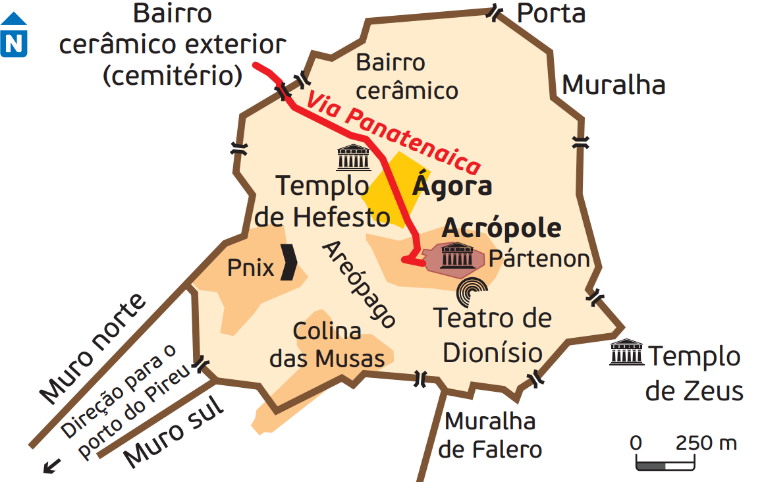 Bairro
cerâmico exterior
(cemitério)
Porta
N
Bairro
cerâmico
Muralha
Via Panatenaica
Templo
de Hefesto
Ágora
Acrópole
Pártenon
Pnix
Areópago
Teatro de
Dionísio
Colina
das Musas
Muro norte
Direção para o
porto do Pireu
Muro sul
Templo
de Zeus
Muralha
de Falero
0 250 m